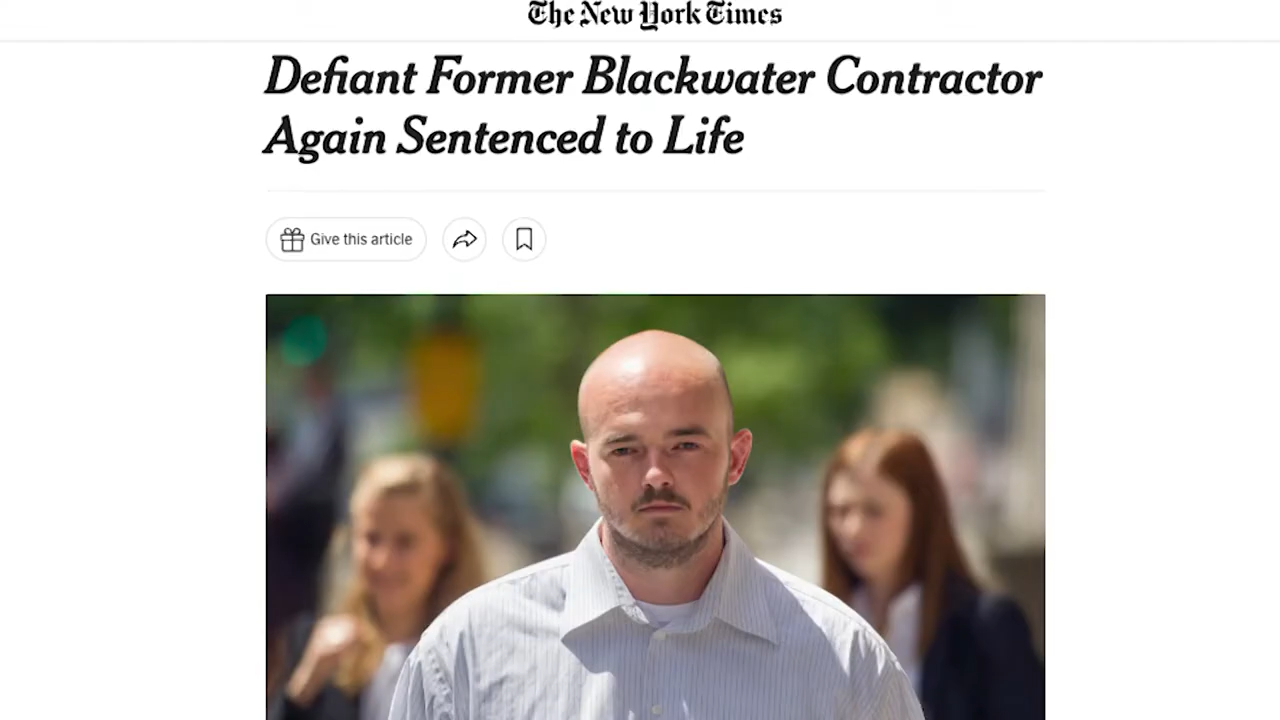 The New York Times
Defiant Former Blackwater Contractor
Again Sentenced to Life
Give this article